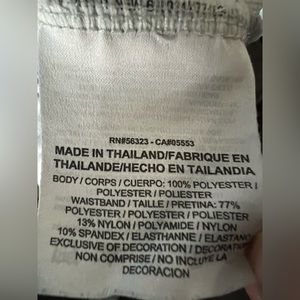 RN#56323 - CA#05553
MADE IN THAILAND/FABRIQUE EN
THAILANDE/HECHO EN TAILANDIA
BODY / CORPS / CUERPO: 100% POLYESTER /
POLYESTER / POLIESTER
WAISTBAND / TAILLE / PRETINA: 77%
POLYESTER / POLYESTER / POLIESTER
13% NYLON / POLYAMIDE / NYLON
10% SPANDEX / ELASTHANNE / ELASTANO
EXCLUSIVE OF DECORATION / DECORATION
NON COMPRISE / NO INCLUYE LA
DECORACION